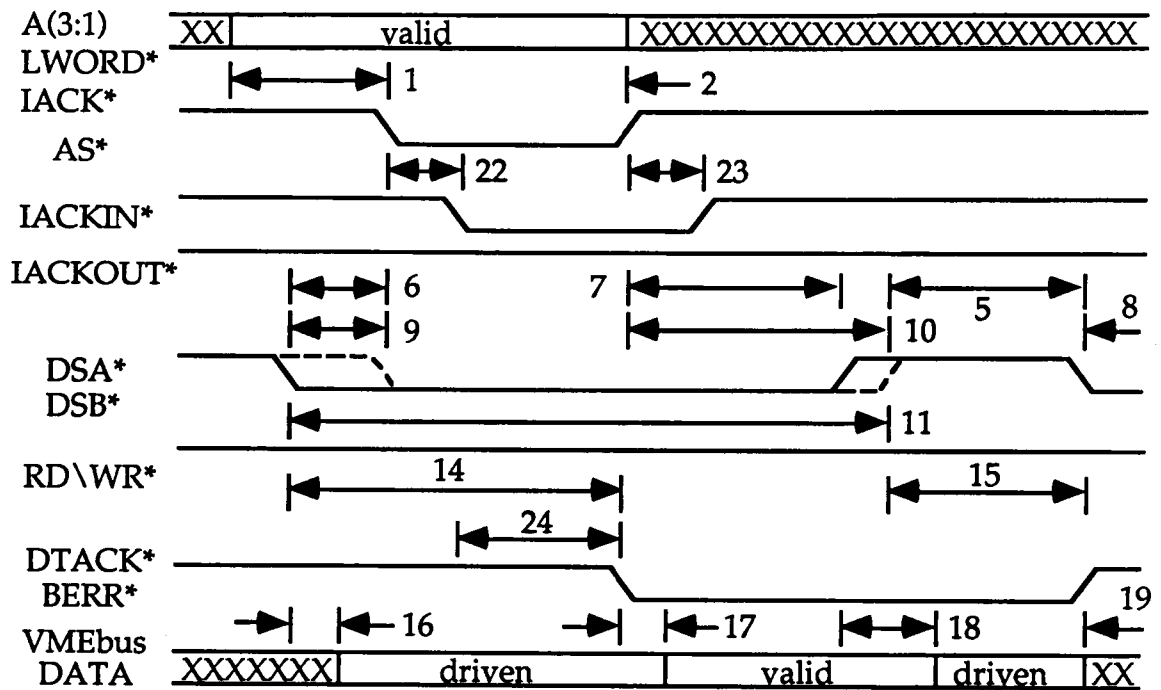 A(3:1)
XX valid XXXXXXXXXXXXXXXXXXXXXXXX
LWORD*
1 2
IACK*
AS*
22 23
IACKIN*
IACKOUT*
6 7 5 8
9 10
DSA*
DSB*
11
RD\WR*
14 15
24
DTACK*
BERR*
19
16 17 18
VMEbus
DATA
XXXXXXX driven valid driven XX